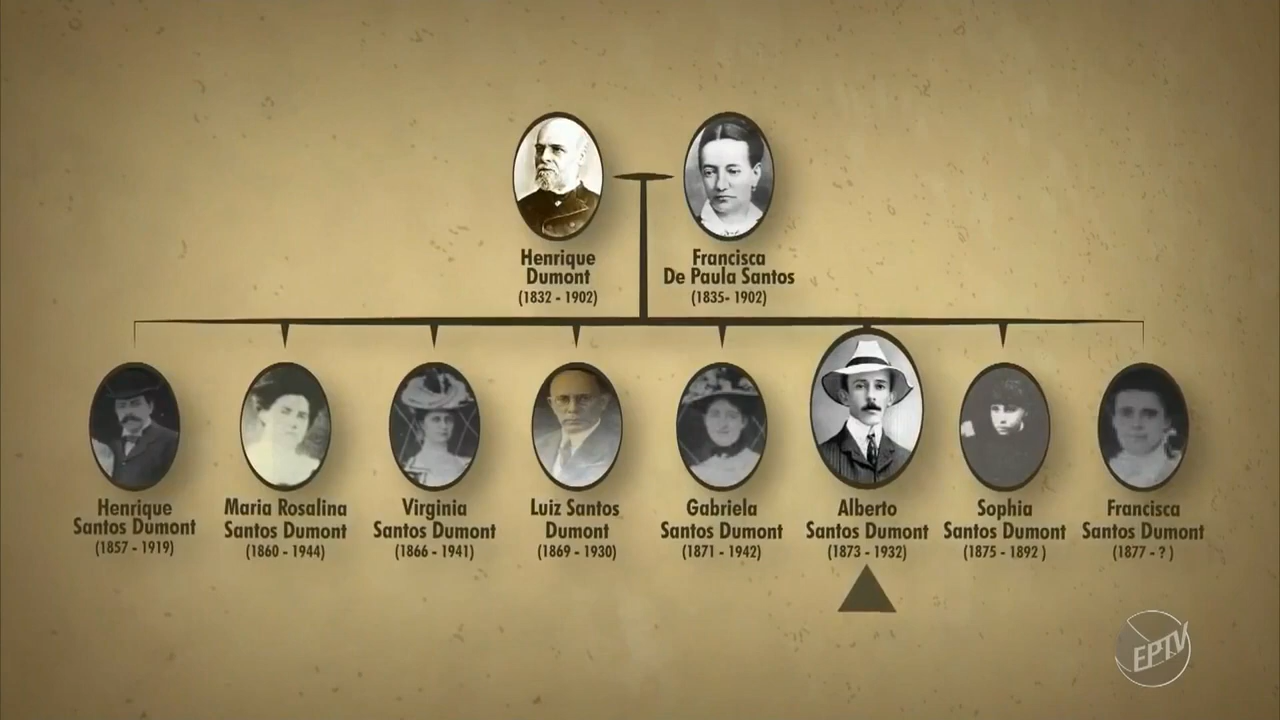 Henrique
Dumont
(1832 - 1902)
Francisca
De Paula Santos
(1835- 1902)
Henrique
Santos Dumont
(1857 - 1919)
Maria Rosalina
Santos Dumont
(1860 - 1944)
Virginia
Santos Dumont
(1866 - 1941)
Luiz Santos
Dumont
(1869 - 1930)
Gabriela
Santos Dumont
(1871 - 1942)
Alberto
Santos Dumont
(1873 - 1932)
Sophia
Santos Dumont
(1875 - 1892 )
Francisca
Santos Dumont
(1877 - ? )
EPTV